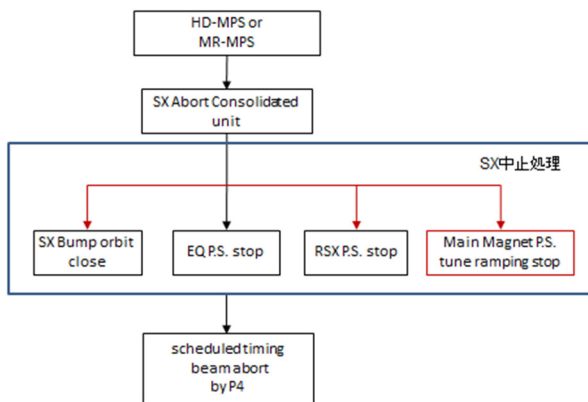 HD-MPS or
MR-MPS
SX Abort Consolidated
unit
SX中止処理
SX Bump orbit
close
EQ P.S. stop
RSX P.S. stop
Main Magnet P.S.
tune ramping stop
scheduled timing
beam abort
by P4